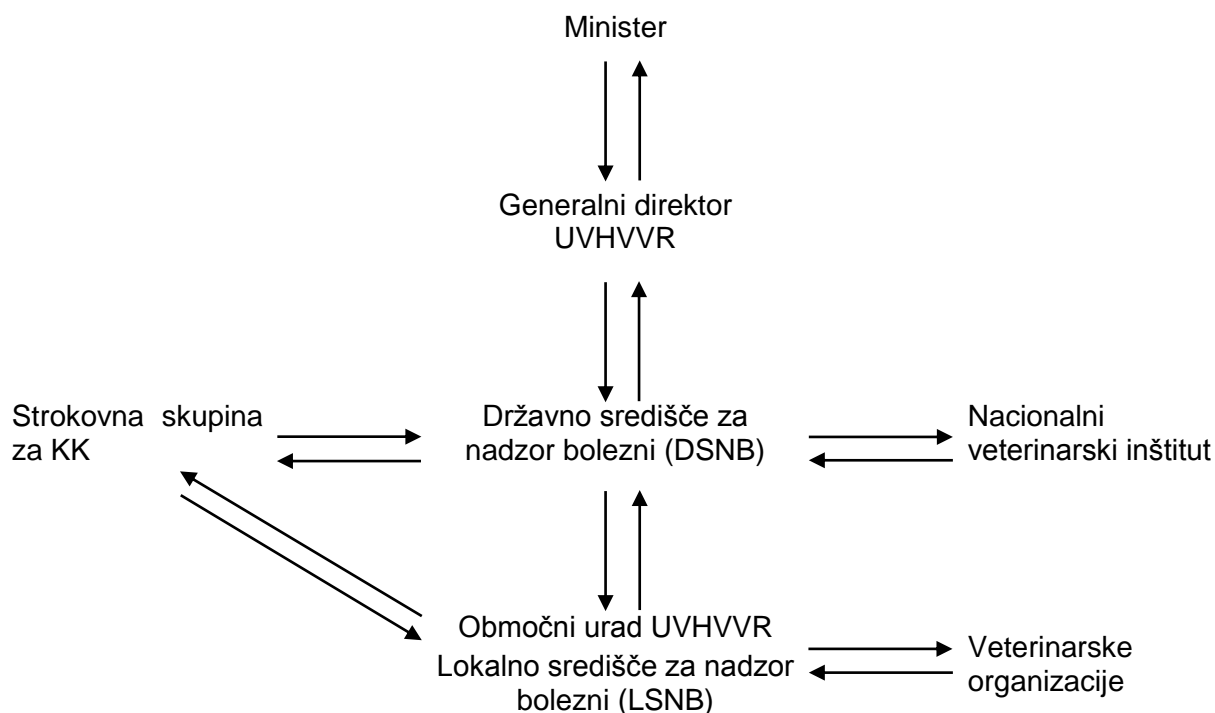 Minister
Generalni direktor
UVHVVR
Strokovna skupina
za KK
Državno središče za
nadzor bolezni (DSNB)
Nacionalni
veterinarski inštitut
Območni urad UVHVVR
Lokalno središče za nadzor
bolezni (LSNB)
Veterinarske
organizacije